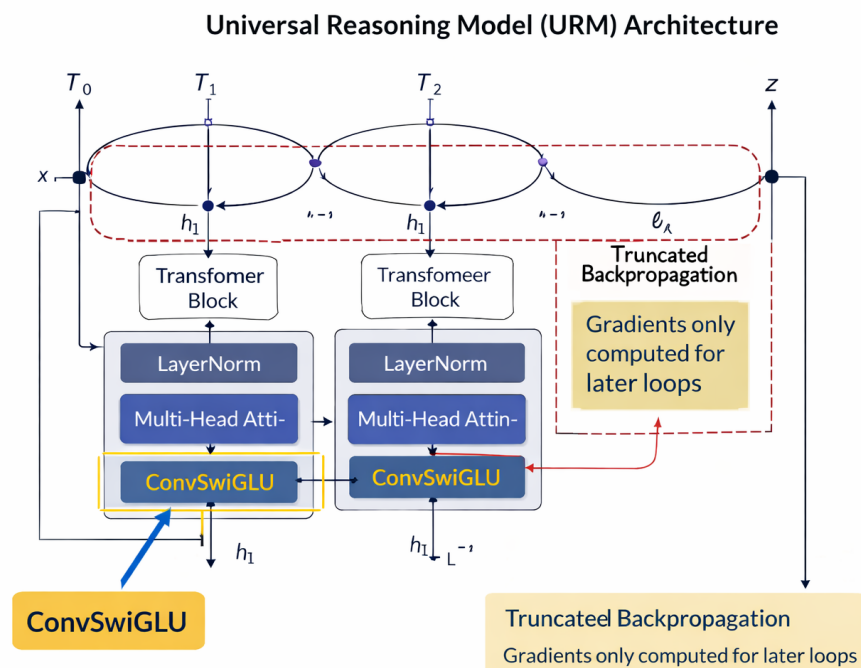 Universal Reasoning Model (URM) Architecture
T₀
T₁
T₂
z
x
h₁
h₁
Transfomer
Block
Transfomeer
Block
Truncated
Backpropagation
Gradients only
computed for
later loops
LayerNorm
LayerNorm
Multi-Head Atti-
Multi-Head Attin-
ConvSwiGLU
ConvSwiGLU
h₁
h₁
L
ConvSwiGLU
Truncateel Backpropagation
Gradients only computed for later loops